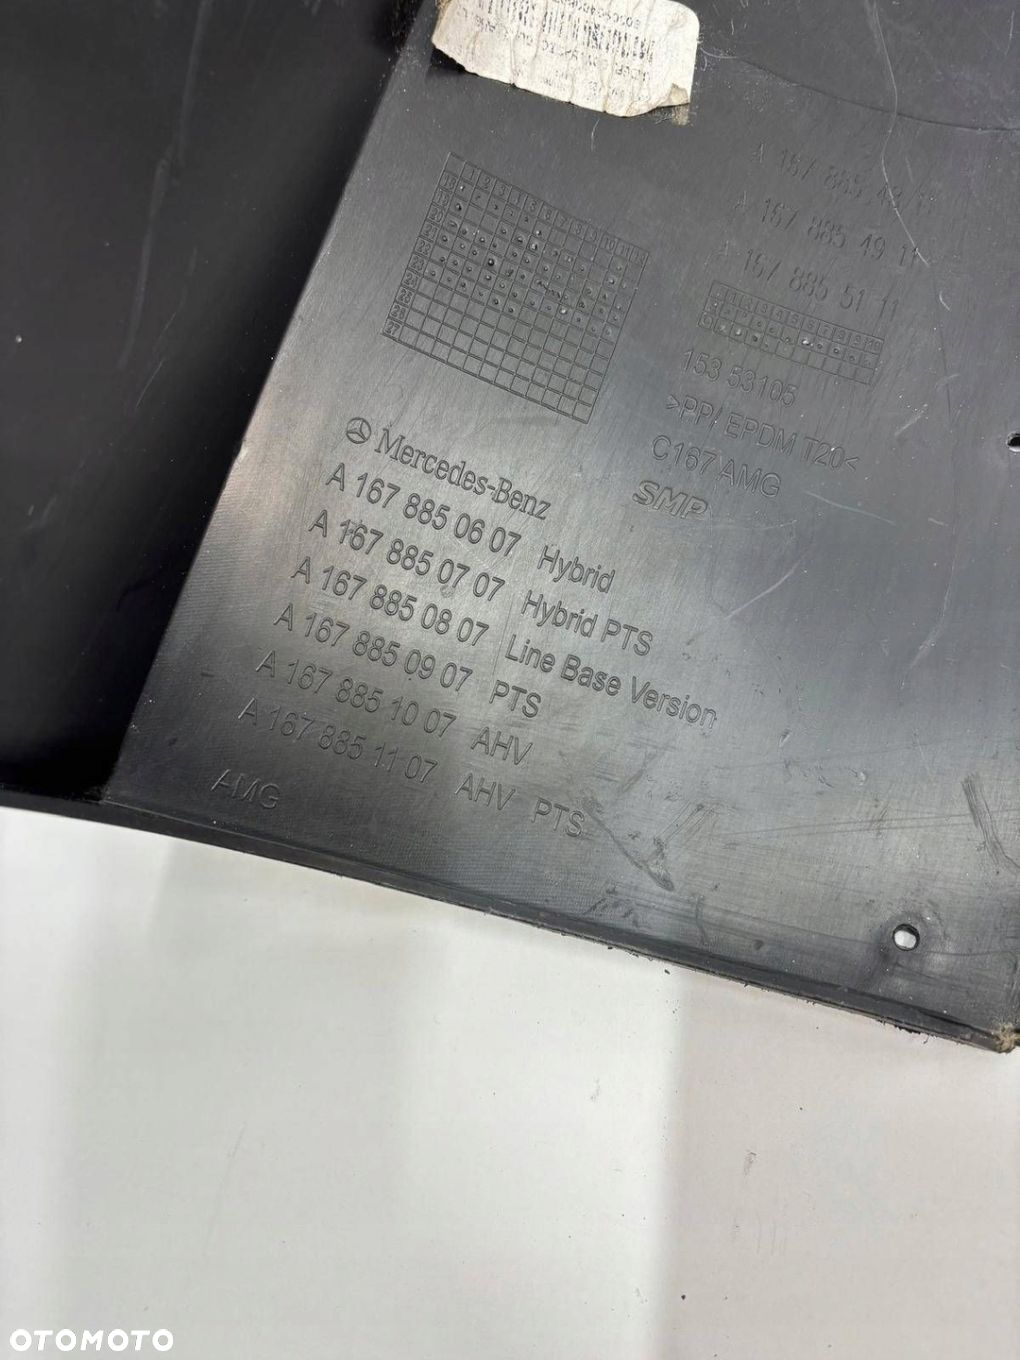 A 167 885 49 11
A 167 885 51 11
153 53105
>PP/ EPDM T20<
C167 AMG
SMP
Mercedes-Benz
A 167 885 06 07 Hybrid
A 167 885 07 07 Hybrid PTS
A 167 885 08 07 Line Base Version
A 167 885 09 07 PTS
A 167 885 10 07 AHV
A 167 885 11 07 AHV PTS
AMG
OTOMOTO